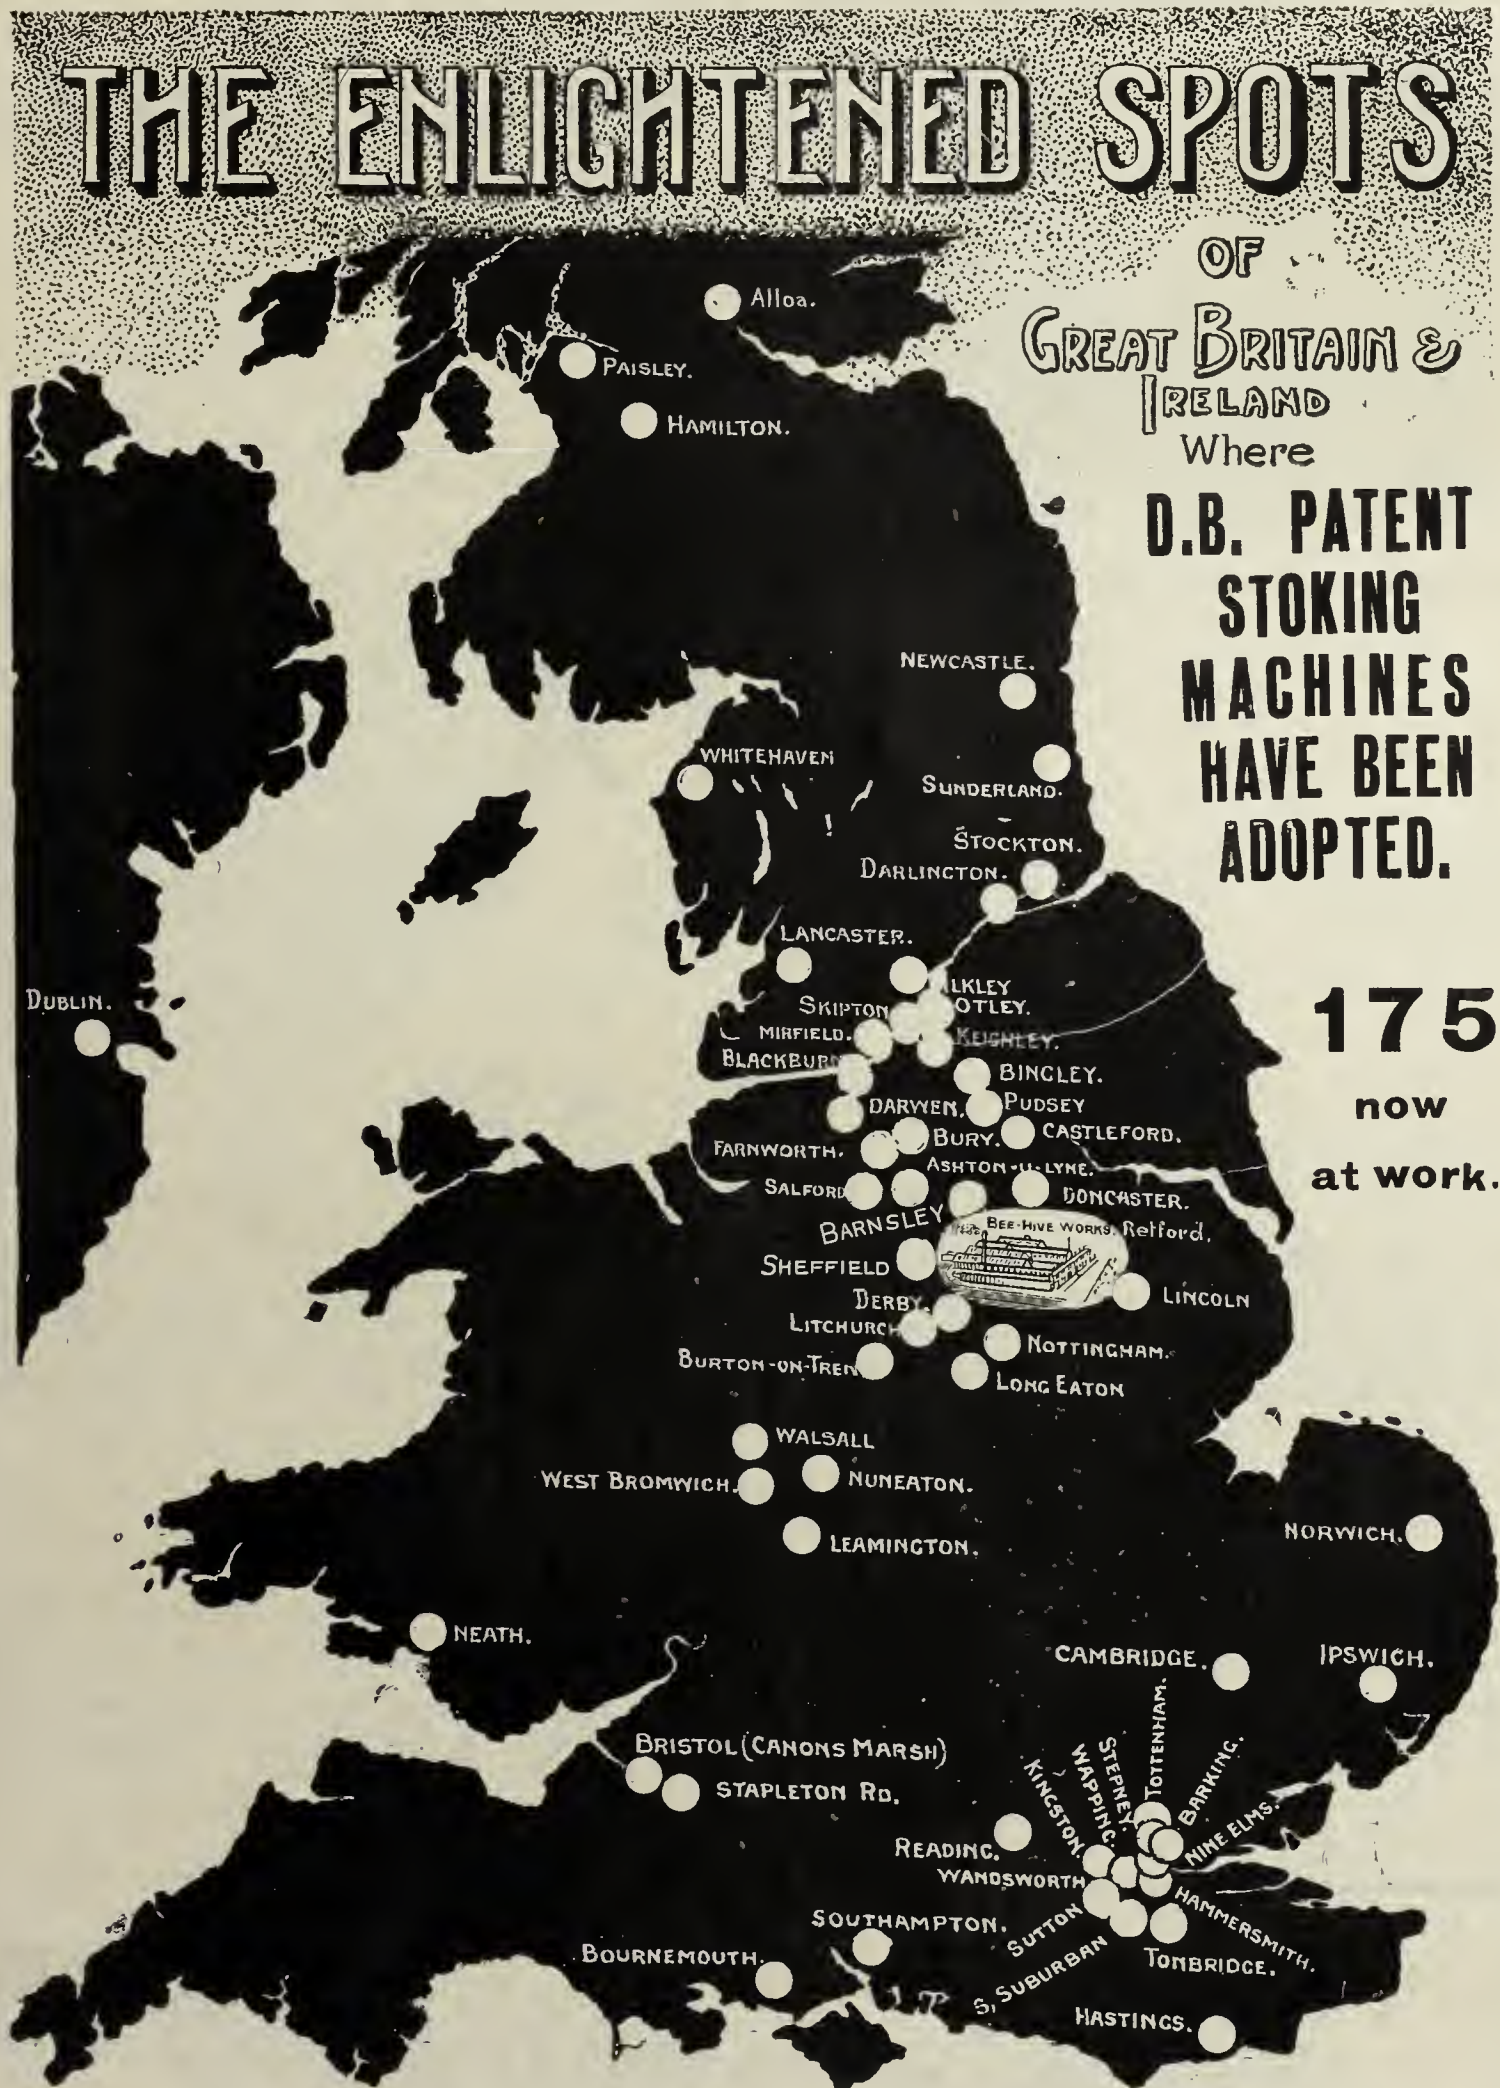 THE ENLIGHTENED SPOTS
OF
GREAT BRITAIN &
IRELAND
Where
D.B. PATENT
STOKING
MACHINES
HAVE BEEN
ADOPTED.
175
now
at work.
Alloa.
PAISLEY.
HAMILTON.
NEWCASTLE.
WHITEHAVEN
SUNDERLAND.
STOCKTON.
DARLINGTON.
LANCASTER.
DUBLIN.
ILKLEY
SKIPTON
OTLEY.
MIRFIELD.
KEIGHLEY.
BLACKBURN
BINGLEY.
DARWEN.
PUDSEY
BURY.
CASTLEFORD.
FARNWORTH.
ASHTON-U-LYNE.
SALFORD
DONCASTER.
BARNSLEY
BEE-HIVE WORKS. Retford.
SHEFFIELD
LINCOLN
DERBY.
LITCHURCH
NOTTINGHAM.
BURTON-ON-TREN
LONG EATON
WALSALL
WEST BROMWICH.
NUNEATON.
LEAMINGTON.
NORWICH.
NEATH.
CAMBRIDGE.
IPSWICH.
BRISTOL (CANONS MARSH)
STAPLETON RD.
TOTTENHAM.
STEPNEY.
WAPPING.
KINGSTON.
BARKING.
NINE ELMS.
READING.
WANDSWORTH
HAMMERSMITH.
SUTTON
S, SUBURBAN
TONBRIDGE.
SOUTHAMPTON.
BOURNEMOUTH.
HASTINGS.